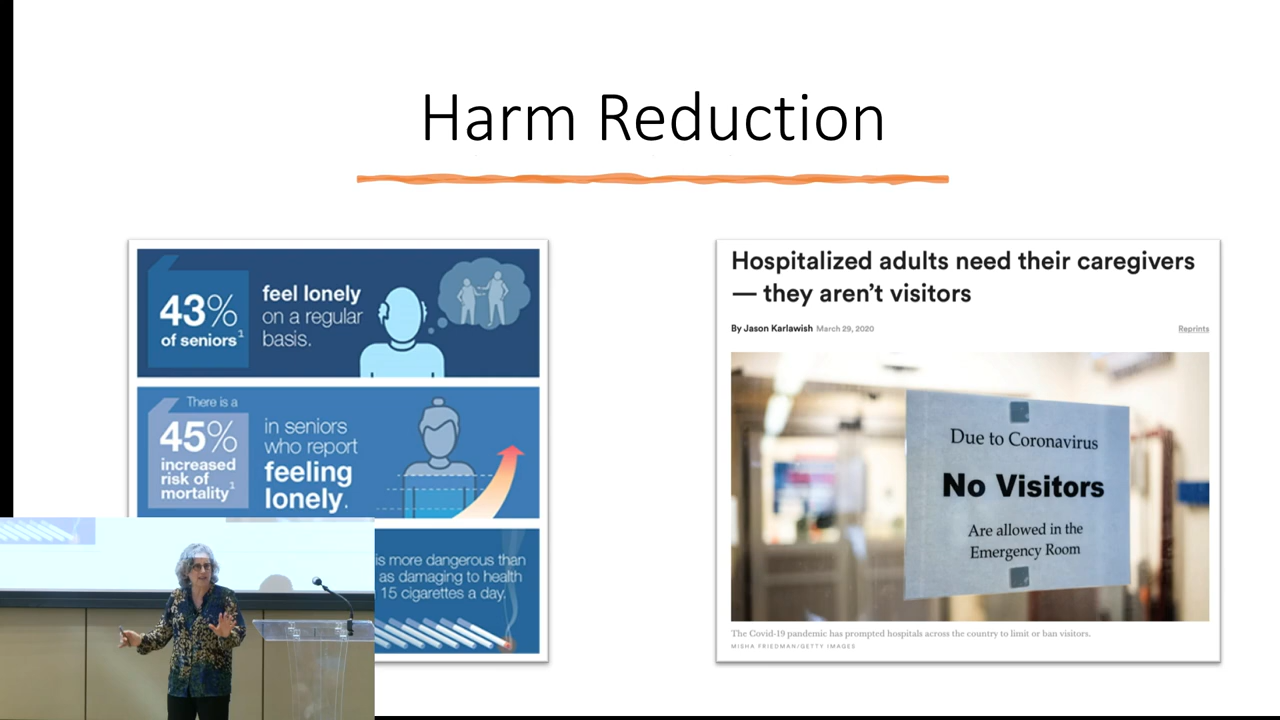 Harm Reduction
43%
of seniors1
feel lonely
on a regular
basis.
There is a
45%
increased
risk of
mortality1
in seniors
who report
feeling
lonely.
is more dangerous than
as damaging to health
15 cigarettes a day.
Hospitalized adults need their caregivers
— they aren’t visitors
By Jason Karlawish March 29, 2020
Reprints
Due to Coronavirus
No Visitors
Are allowed in the
Emergency Room
The Covid-19 pandemic has prompted hospitals across the country to limit or ban visitors.
MISHA FRIEDMAN/GETTY IMAGES